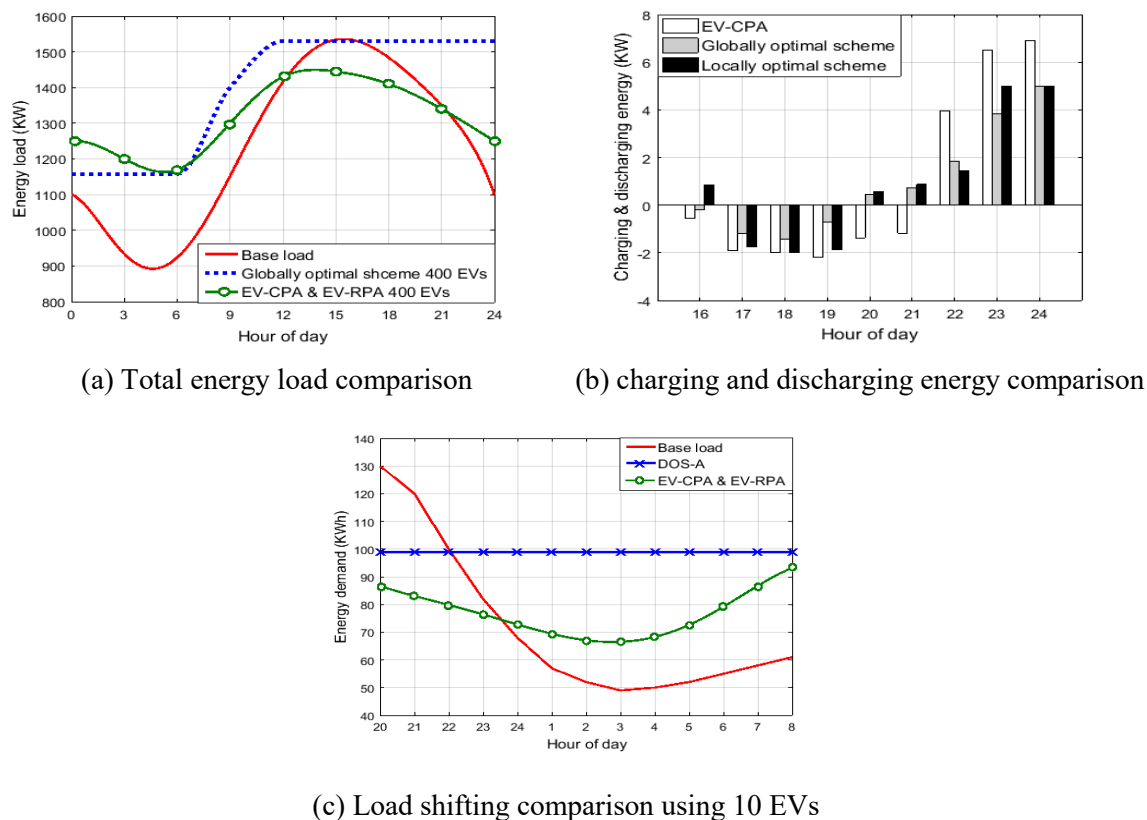 1600
1500
1400
1300
1200
1100
1000
900
800
Energy load (KW)
Base load
Globally optimal shceme 400 EVs
EV-CPA & EV-RPA 400 EVs
0 3 6 9 12 15 18 21 24
Hour of day
8
6
4
2
0
-2
-4
Charging & discharging energy (KW)
EV-CPA
Globally optimal scheme
Locally optimal scheme
16 17 18 19 20 21 22 23 24
Hour of day
(a) Total energy load comparison
(b) charging and discharging energy comparison
140
130
120
110
100
90
80
70
60
50
40
Energy demand (KWh)
Base load
DOS-A
EV-CPA & EV-RPA
20 21 22 23 24 1 2 3 4 5 6 7 8
Hour of day
(c) Load shifting comparison using 10 EVs